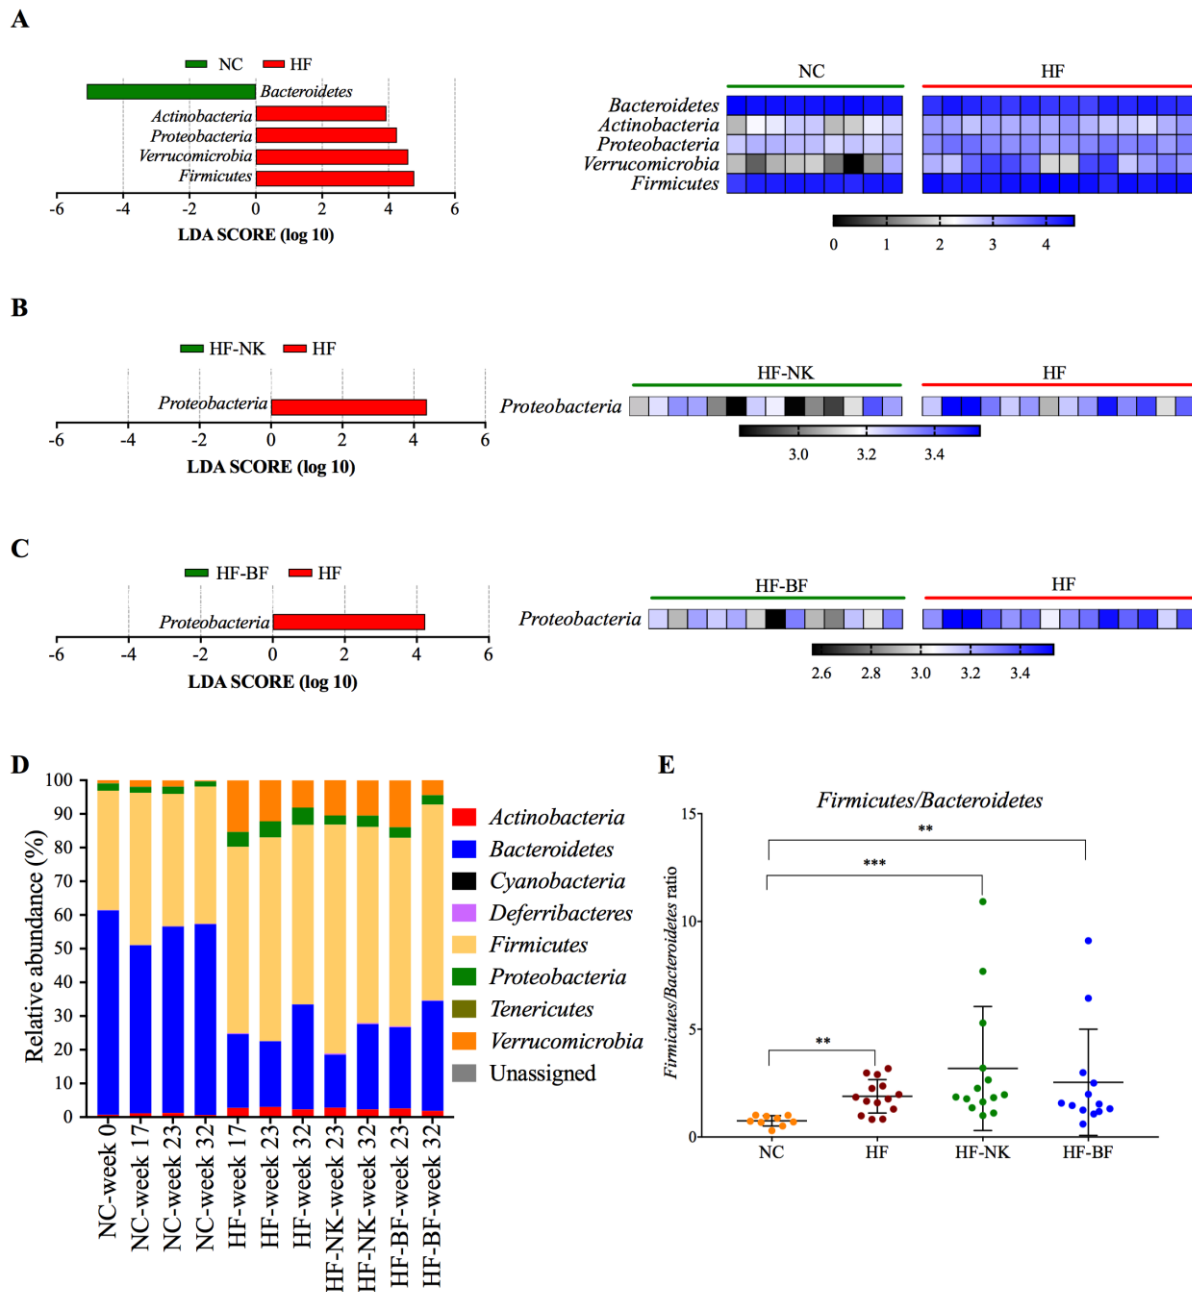 A
NC HF
Bacteroidetes
Actinobacteria
Proteobacteria
Verrucomicrobia
Firmicutes
-6 -4 -2 0 2 4 6
LDA SCORE (log 10)
NC HF
Bacteroidetes
Actinobacteria
Proteobacteria
Verrucomicrobia
Firmicutes
0 1 2 3 4
B
HF-NK HF
Proteobacteria
-6 -4 -2 0 2 4 6
LDA SCORE (log 10)
HF-NK HF
Proteobacteria
3.0 3.2 3.4
C
HF-BF HF
Proteobacteria
-6 -4 -2 0 2 4 6
LDA SCORE (log 10)
HF-BF HF
Proteobacteria
2.6 2.8 3.0 3.2 3.4
D
Relative abundance (%)
100
90
80
70
60
50
40
30
20
10
0
NC-week 0
NC-week 17
NC-week 23
NC-week 32
HF-week 17
HF-week 23
HF-week 32
HF-NK-week 23
HF-NK-week 32
HF-BF-week 23
HF-BF-week 32
Actinobacteria
Bacteroidetes
Cyanobacteria
Deferribacteres
Firmicutes
Proteobacteria
Tenericutes
Verrucomicrobia
Unassigned
E
Firmicutes/Bacteroidetes
Firmicutes/Bacteroidetes ratio
15
10
5
0
**
***
**
NC HF HF-NK HF-BF